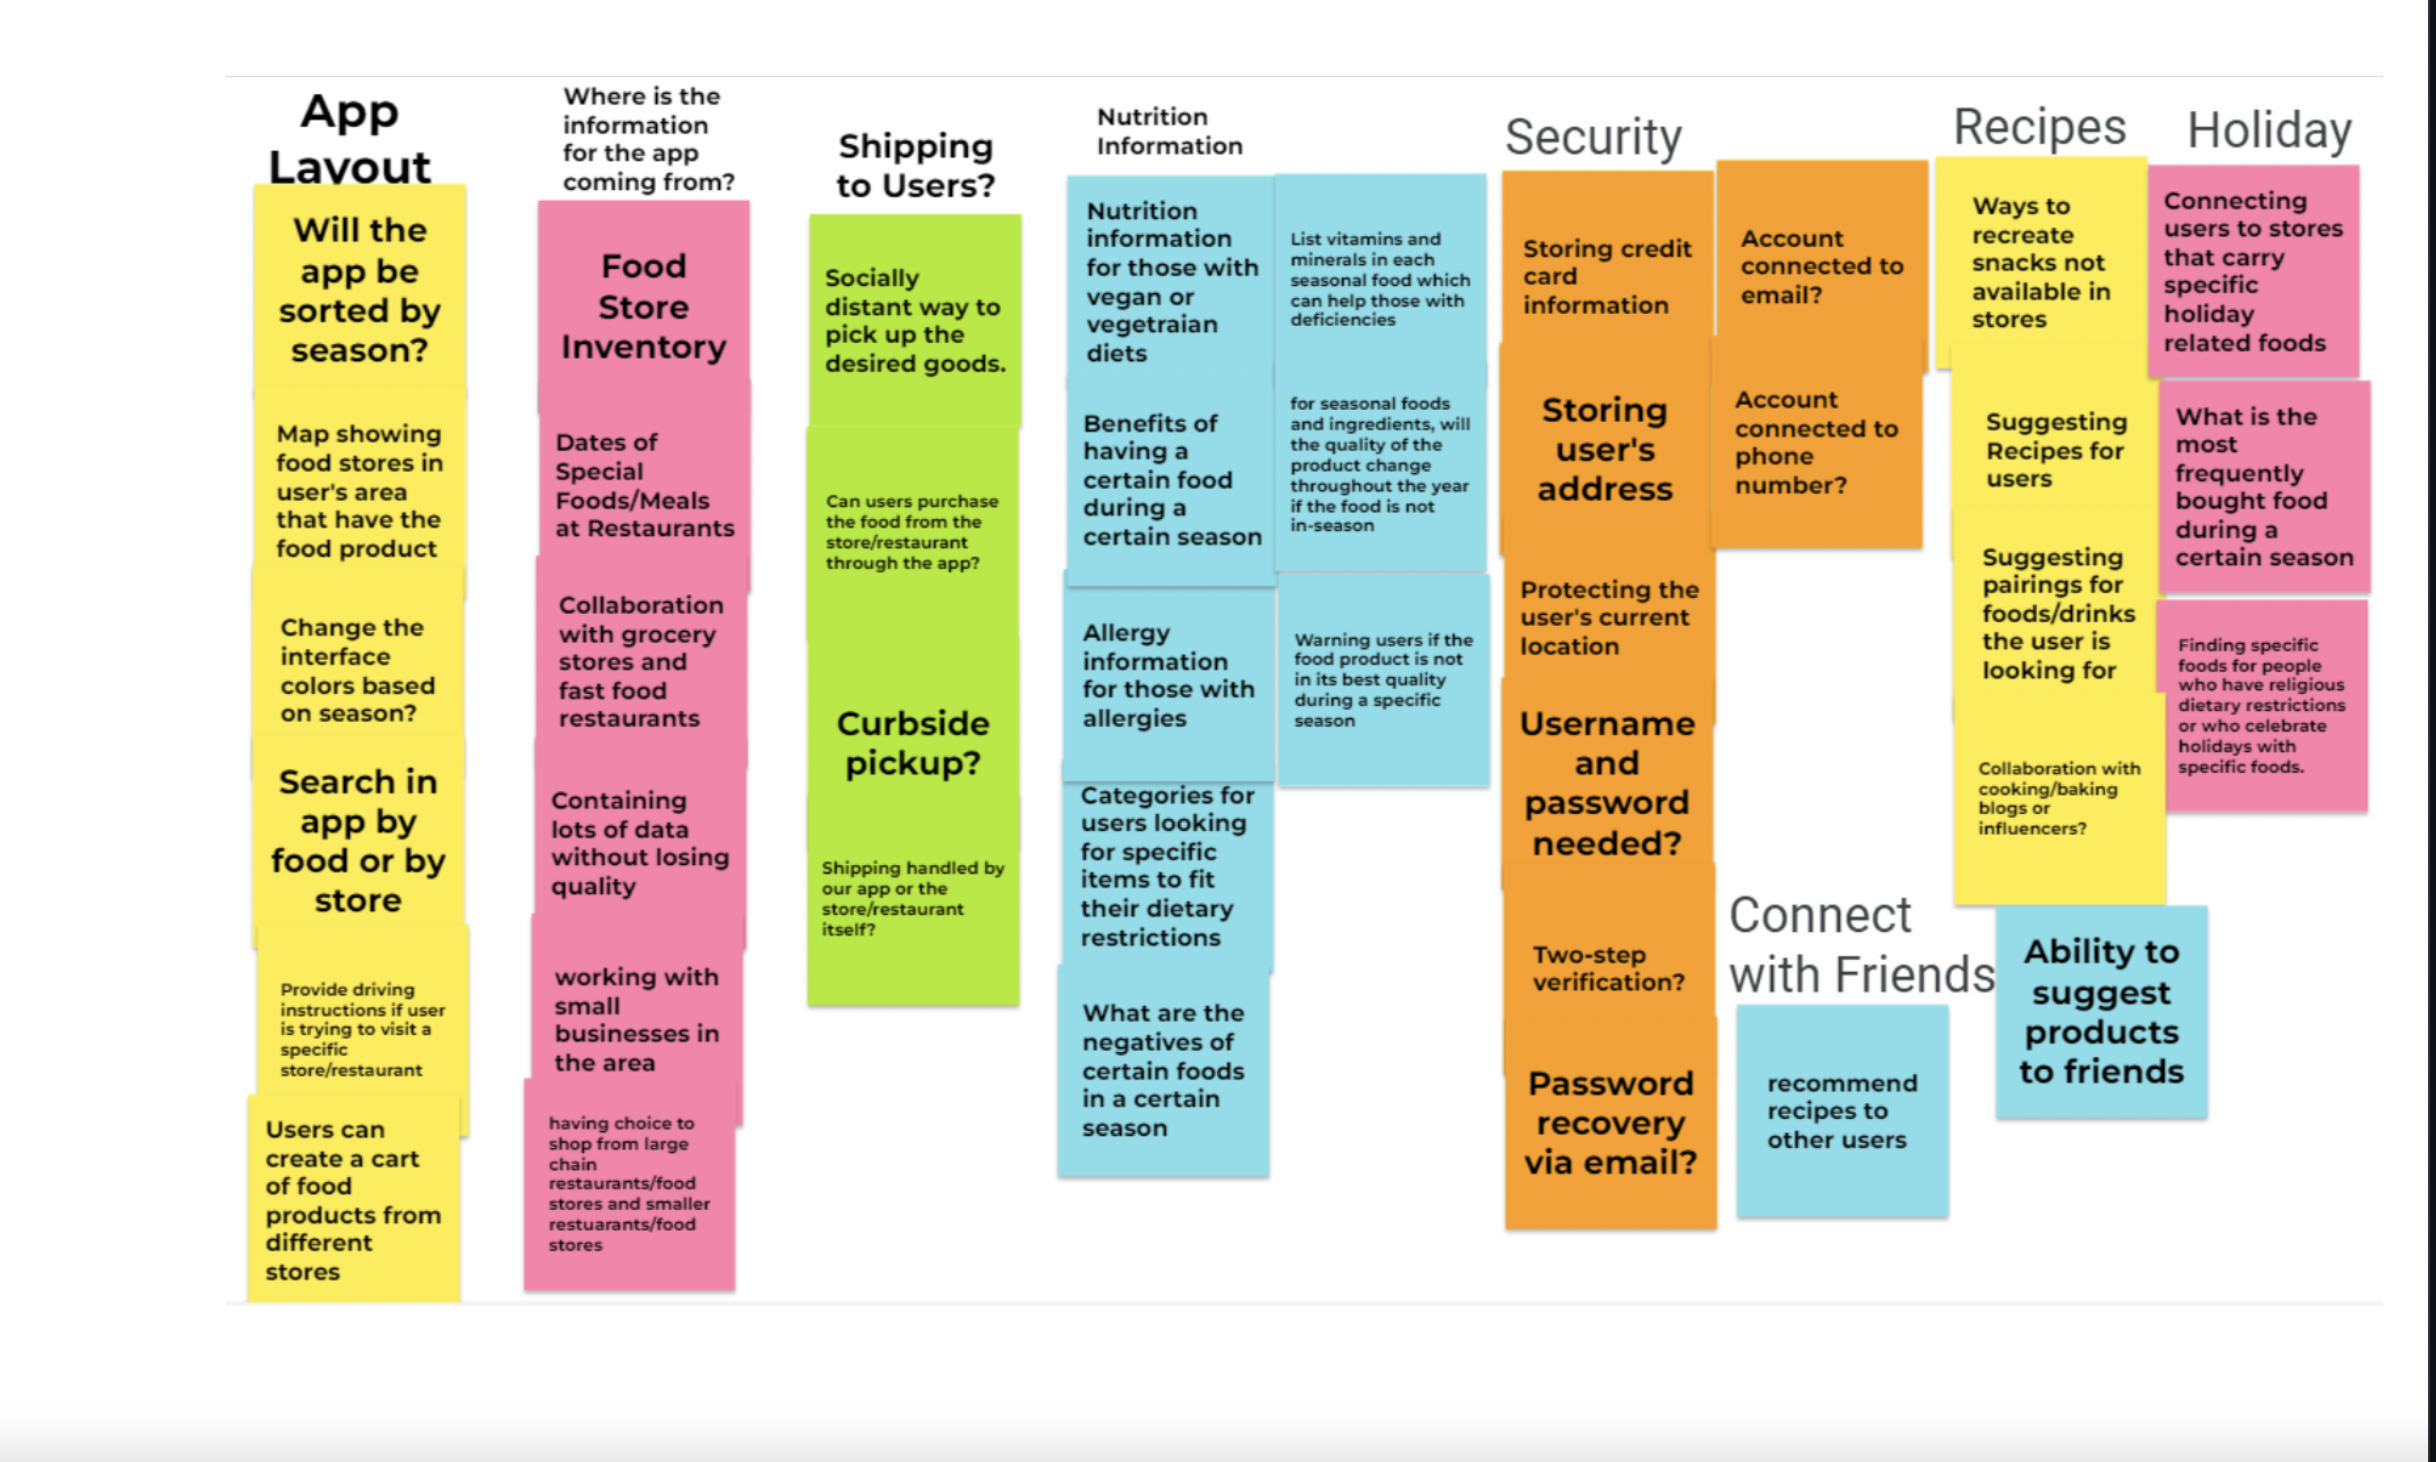 App
Layout
Will the
app be
sorted by
season?
Map showing
food stores in
user's area
that have the
food product
Change the
interface
colors based
on season?
Search in
app by
food or by
store
Provide driving
instructions if user
is trying to visit a
specific
store/restaurant
Users can
create a cart
of food
products from
different
stores
Where is the
information
for the app
coming from?
Food
Store
Inventory
Dates of
Special
Foods/Meals
at Restaurants
Collaboration
with grocery
stores and
fast food
restaurants
Containing
lots of data
without losing
quality
working with
small
businesses in
the area
having choice to
shop from large
chain
restaurants/food
stores and smaller
restuarants/food
stores
Shipping
to Users?
Socially
distant way to
pick up the
desired goods.
Can users purchase
the food from the
store/restaurant
through the app?
Curbside
pickup?
Shipping handled by
our app or the
store/restaurant
itself?
Nutrition
Information
Nutrition
information
for those with
vegan or
vegetraian
diets
Benefits of
having a
certain food
during a
certain season
Allergy
information
for those with
allergies
Categories for
users looking
for specific
items to fit
their dietary
restrictions
What are the
negatives of
certain foods
in a certain
season
List vitamins and
minerals in each
seasonal food which
can help those with
deficiencies
for seasonal foods
and ingredients, will
the quality of the
product change
throughout the year
if the food is not
in-season
Warning users if the
food product is not
in its best quality
during a specific
season
Security
Storing credit
card
information
Storing
user's
address
Protecting the
user's current
location
Username
and
password
needed?
Two-step
verification?
Password
recovery
via email?
Account
connected to
email?
Account
connected to
phone
number?
Connect
with Friends
recommend
recipes to
other users
Ability to
suggest
products
to friends
Recipes
Ways to
recreate
snacks not
available in
stores
Suggesting
Recipes for
users
Suggesting
pairings for
foods/drinks
the user is
looking for
Collaboration with
cooking/baking
blogs or
influencers?
Holiday
Connecting
users to stores
that carry
specific
holiday
related foods
What is the
most
frequently
bought food
during a
certain season
Finding specific
foods for people
who have religious
dietary restrictions
or who celebrate
holidays with
specific foods.